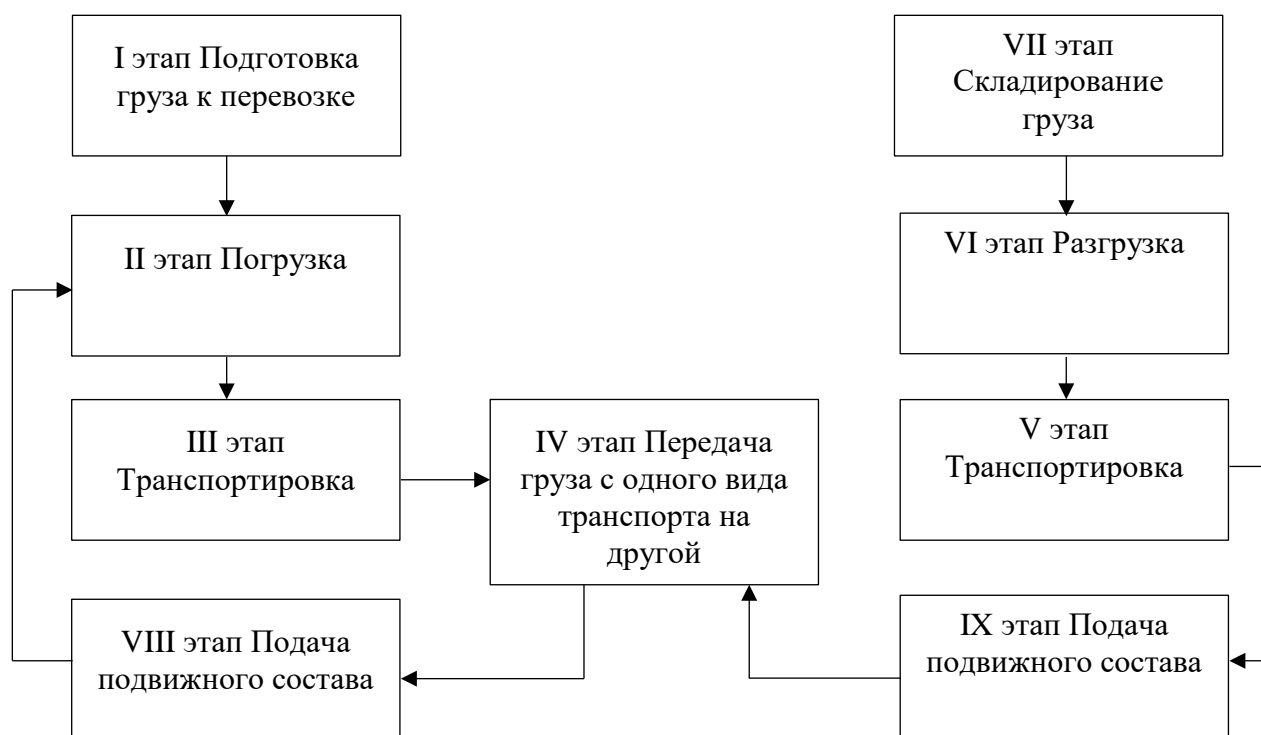 I этап Подготовка
груза к перевозке
VII этап
Складирование
груза
II этап Погрузка
VI этап Разгрузка
III этап
Транспортировка
IV этап Передача
груза с одного вида
транспорта на
другой
V этап
Транспортировка
VIII этап Подача
подвижного состава
IX этап Подача
подвижного состава